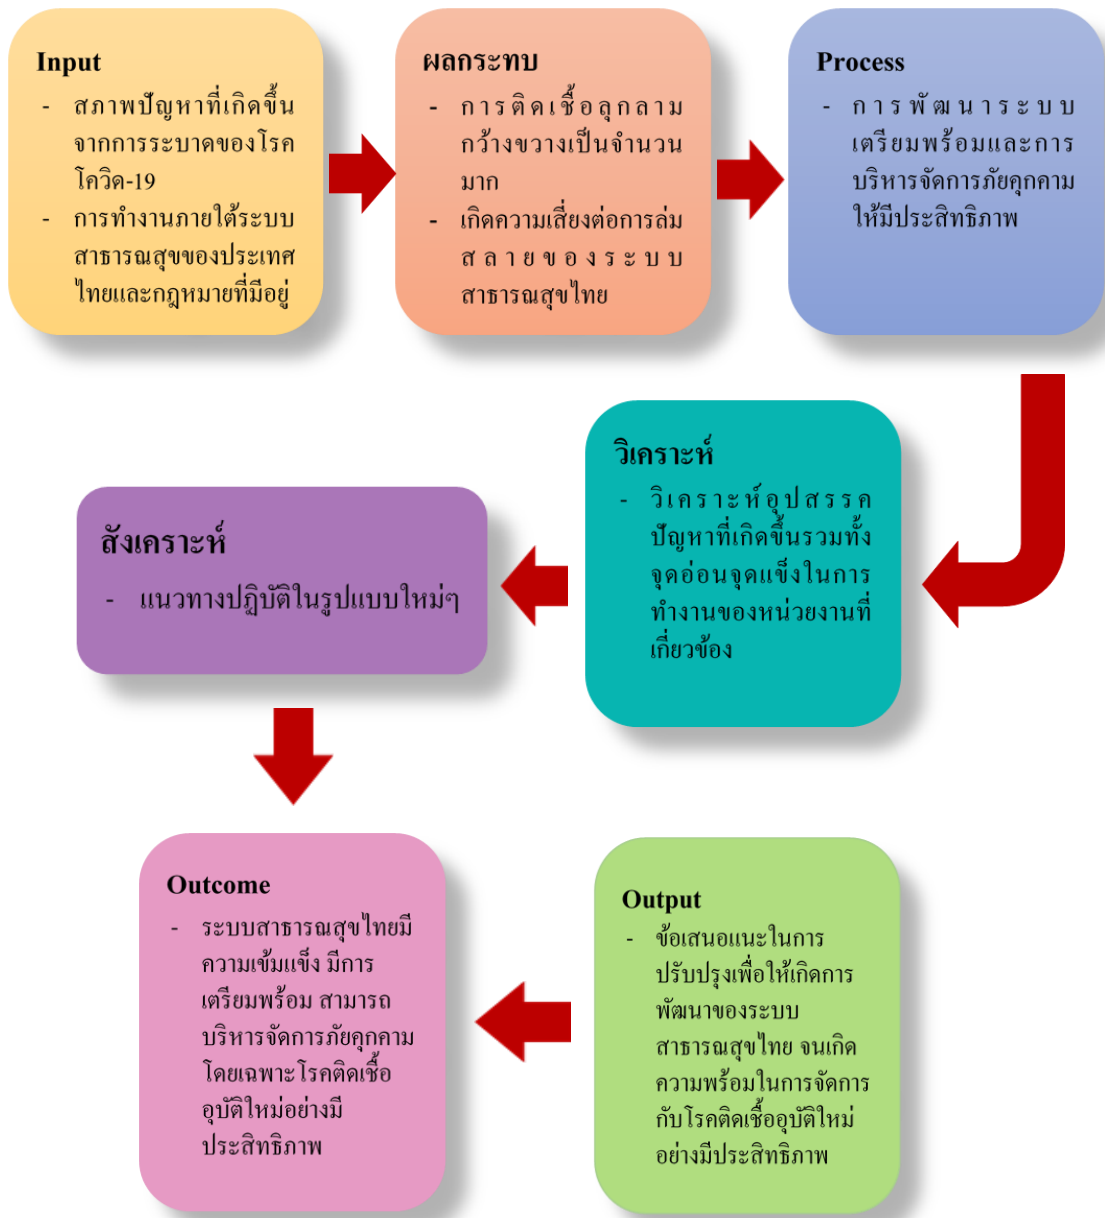 Input
- สภาพปัญหาที่เกิดขึ้น
จากการระบาดของโรค
โควิด-19
- การทำงานภายใต้ระบบ
สาธารณสุขของประเทศ
ไทยและกฎหมายที่มีอยู่
ผลกระทบ
- การติดเชื้อลุกลาม
กว้างขวางเป็นจำนวน
มาก
- เกิดความเสี่ยงต่อการล่ม
สลายของระบบ
สาธารณสุขไทย
Process
- การพัฒนาระบบ
เตรียมพร้อมและการ
บริหารจัดการภัยคุกคาม
ให้มีประสิทธิภาพ
วิเคราะห์
- วิเคราะห์อุปสรรค
ปัญหาที่เกิดขึ้นรวมทั้ง
จุดอ่อนจุดแข็งในการ
ทำงานของหน่วยงานที่
เกี่ยวข้อง
สังเคราะห์
- แนวทางปฏิบัติในรูปแบบใหม่ๆ
Outcome
- ระบบสาธารณสุขไทยมี
ความเข้มแข็ง มีการ
เตรียมพร้อม สามารถ
บริหารจัดการภัยคุกคาม
โดยเฉพาะโรคติดเชื้อ
อุบัติใหม่อย่างมี
ประสิทธิภาพ
Output
- ข้อเสนอแนะในการ
ปรับปรุงเพื่อให้เกิดการ
พัฒนาของระบบ
สาธารณสุขไทย จนเกิด
ความพร้อมในการจัดการ
กับโรคติดเชื้ออุบัติใหม่
อย่างมีประสิทธิภาพ